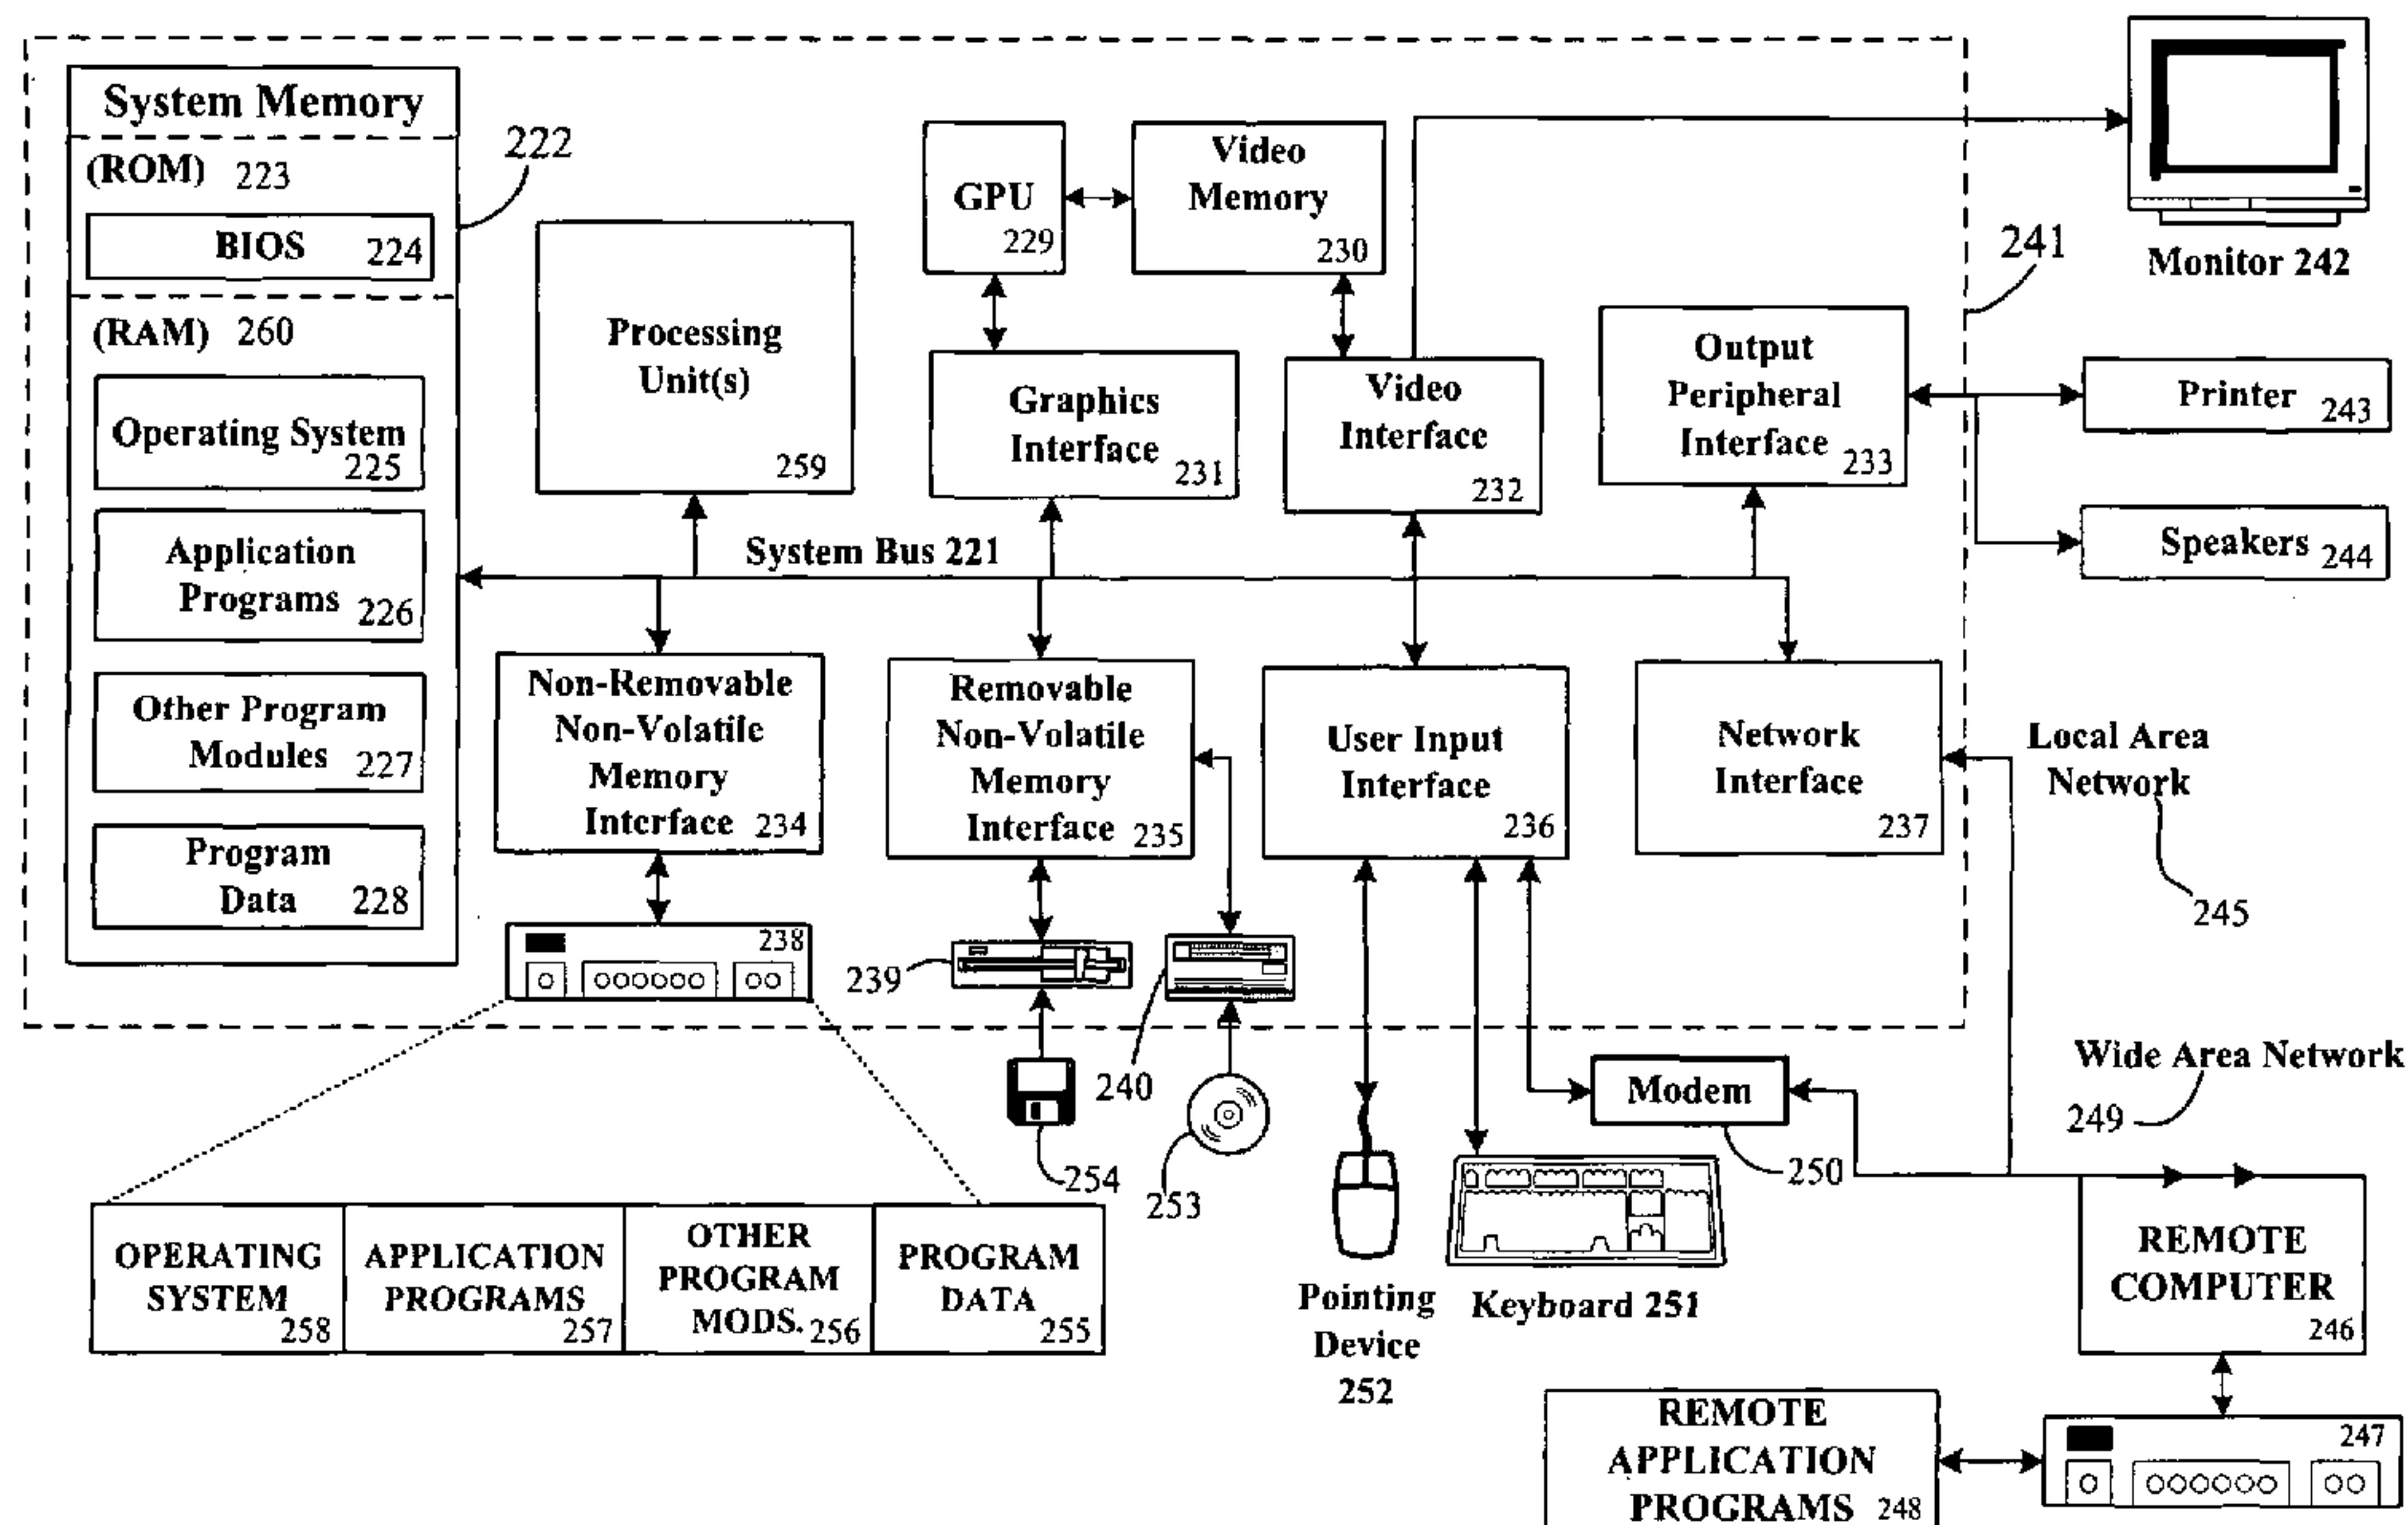 System Memory
(ROM) 223
BIOS 224
222
(RAM) 260
Operating System
225
Application
Programs 226
Other Program
Modules 227
Program
Data 228
Processing
Unit(s)
259
GPU
229
Video
Memory
230
Graphics
Interface
231
Video
Interface
232
Output
Peripheral
Interface 233
241
Monitor 242
Printer 243
Speakers 244
System Bus 221
Non-Removable
Non-Volatile
Memory
Interface 234
Removable
Non-Volatile
Memory
Interface 235
User Input
Interface
236
Network
Interface
237
Local Area
Network
245
238
239
240
254
253
Modem
250
Wide Area Network
249
OPERATING
SYSTEM
258
APPLICATION
PROGRAMS
257
OTHER
PROGRAM
MODS. 256
PROGRAM
DATA
255
Pointing
Device
252
Keyboard 251
REMOTE
COMPUTER
246
REMOTE
APPLICATION
PROGRAMS 248
247